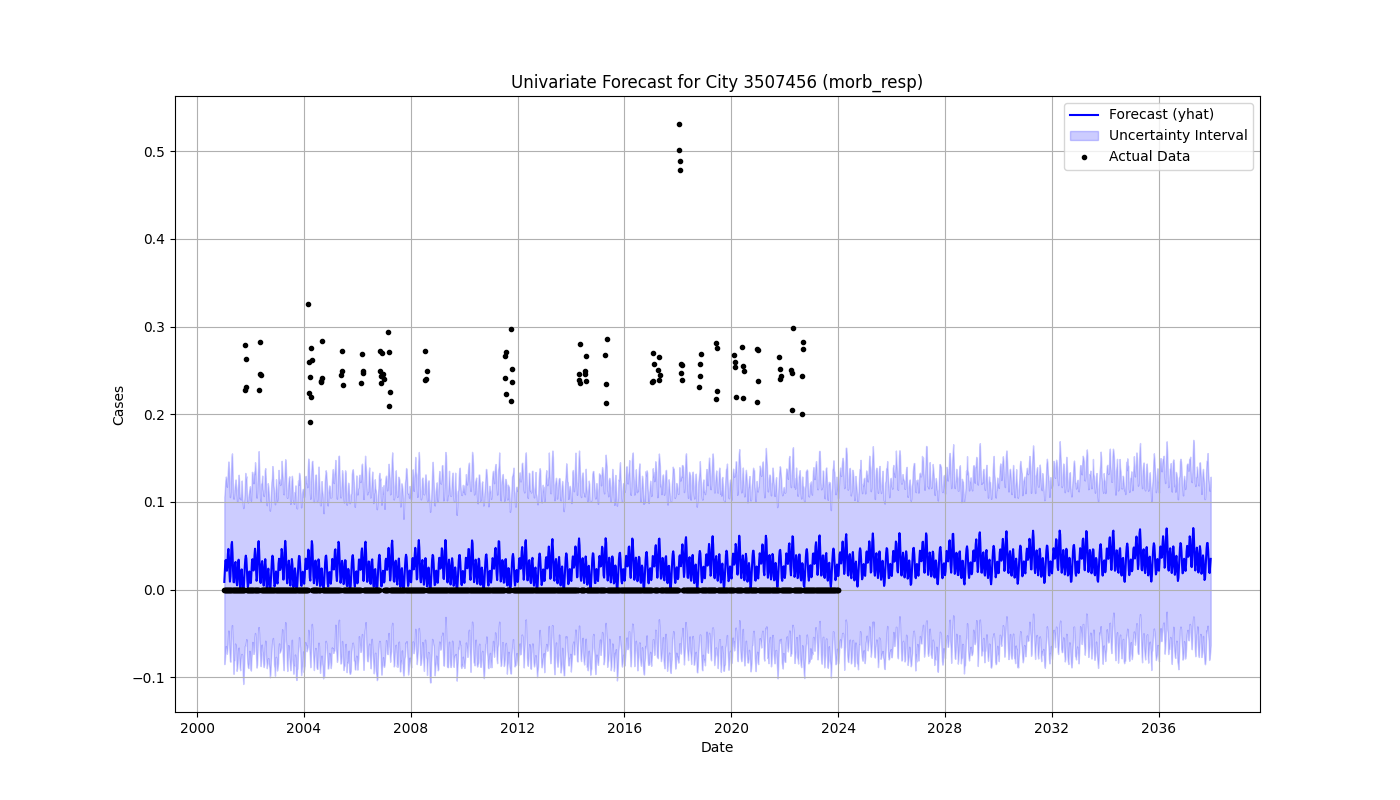 Univariate Forecast for City 3507456 (morb_resp)
Forecast (yhat)
Uncertainty Interval
Actual Data
Cases
0.5
0.4
0.3
0.2
0.1
0.0
−0.1
2000 2004 2008 2012 2016 2020 2024 2028 2032 2036
Date